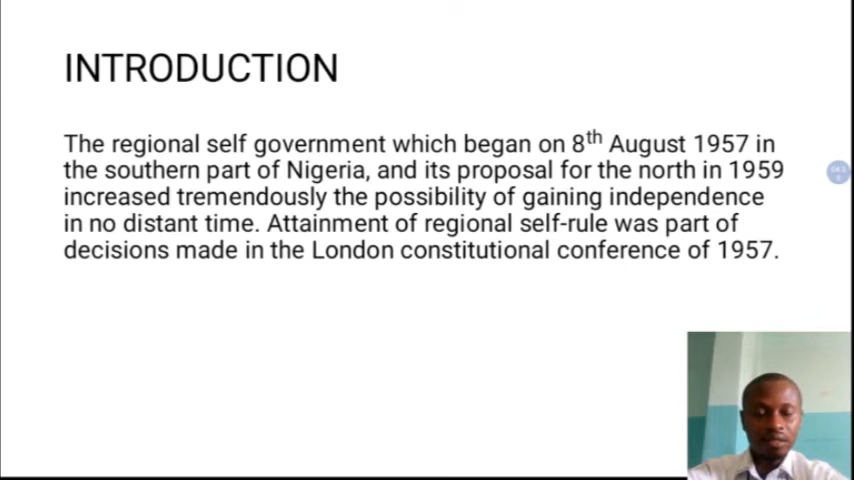 INTRODUCTION
The regional self government which began on 8th August 1957 in
the southern part of Nigeria, and its proposal for the north in 1959
increased tremendously the possibility of gaining independence
in no distant time. Attainment of regional self-rule was part of
decisions made in the London constitutional conference of 1957.